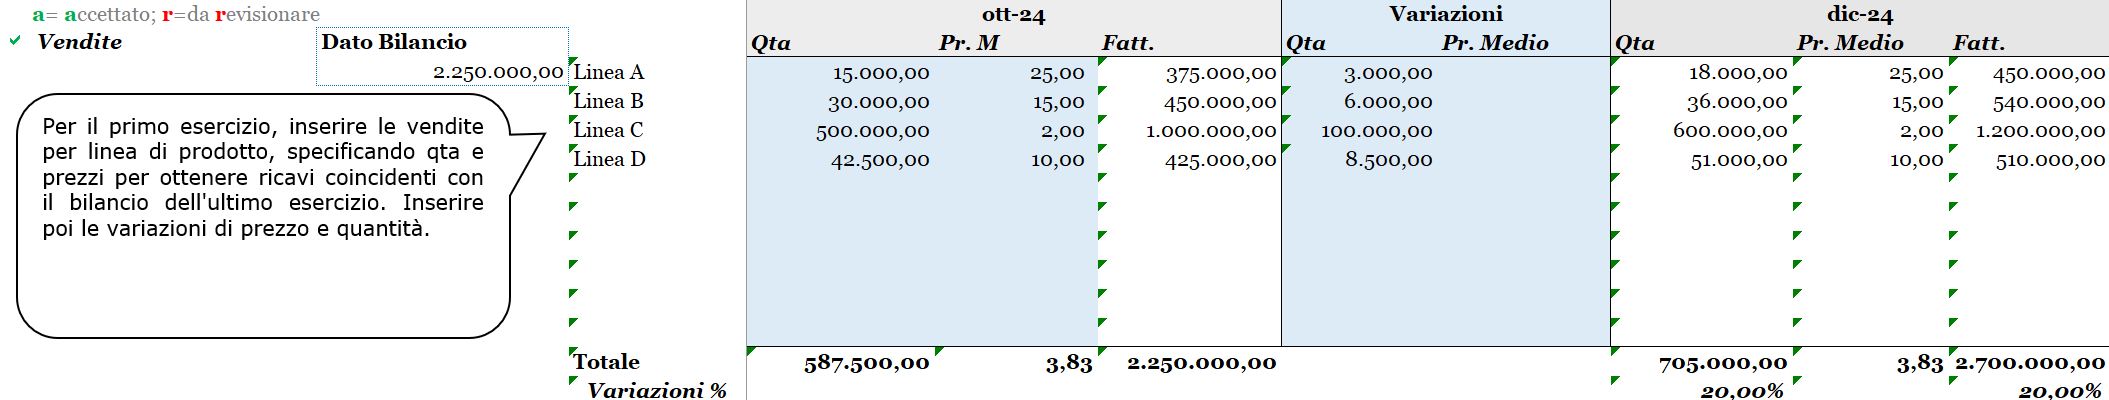 a= accettato; r=da revisionare ott-24 Variazioni dic-24
Vendite Dato Bilancio Qta Pr. M Fatt. Qta Pr. Medio Qta Pr. Medio Fatt.
2.250.000,00 Linea A 15.000,00 25,00 375.000,00 3.000,00 18.000,00 25,00 450.000,00
Linea B 30.000,00 15,00 450.000,00 6.000,00 36.000,00 15,00 540.000,00
Linea C 500.000,00 2,00 1.000.000,00 100.000,00 600.000,00 2,00 1.200.000,00
Linea D 42.500,00 10,00 425.000,00 8.500,00 51.000,00 10,00 510.000,00
Per il primo esercizio, inserire le vendite
per linea di prodotto, specificando qta e
prezzi per ottenere ricavi coincidenti con
il bilancio dell'ultimo esercizio. Inserire
poi le variazioni di prezzo e quantità.
Totale 587.500,00 3,83 2.250.000,00 705.000,00 3,83 2.700.000,00
Variazioni % 20,00% 20,00%